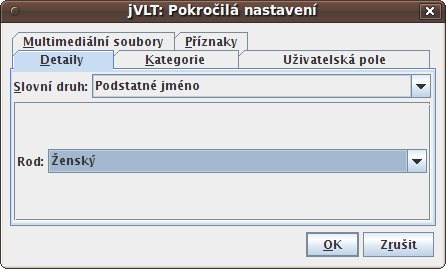 jVLT: Pokročilá nastavení
Multimediální soubory Příznaky
Detaily Kategorie Uživatelská pole
Slovní druh: Podstatné jméno
Rod: Ženský
OK Zrušit